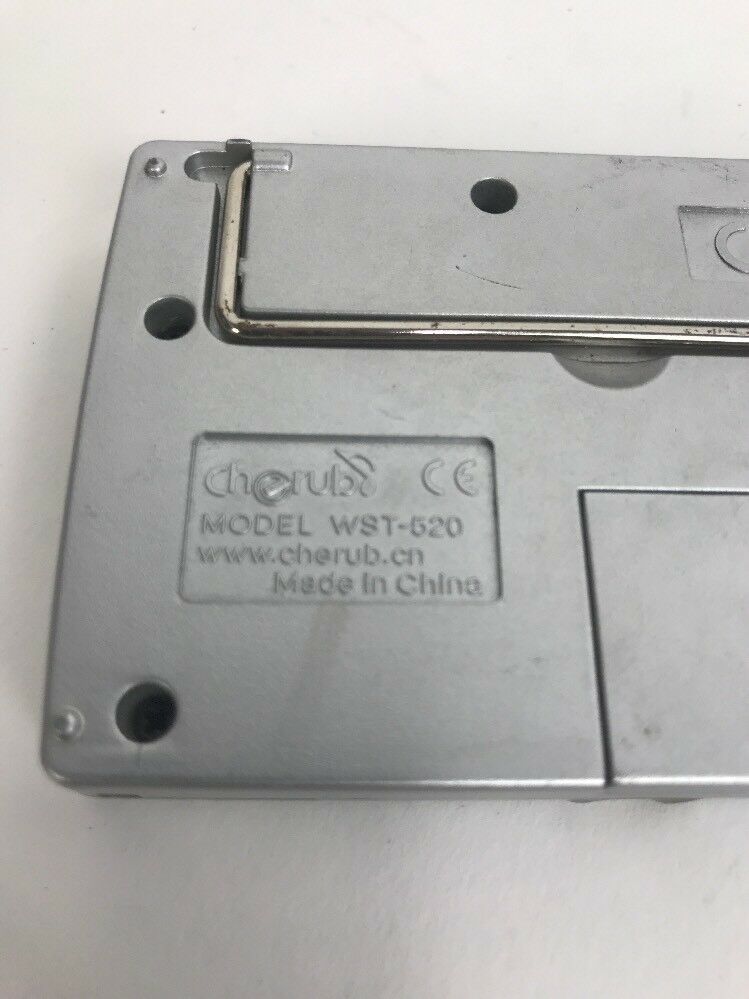 cherub CE
MODEL WST-520
www.cherub.cn
Made in China